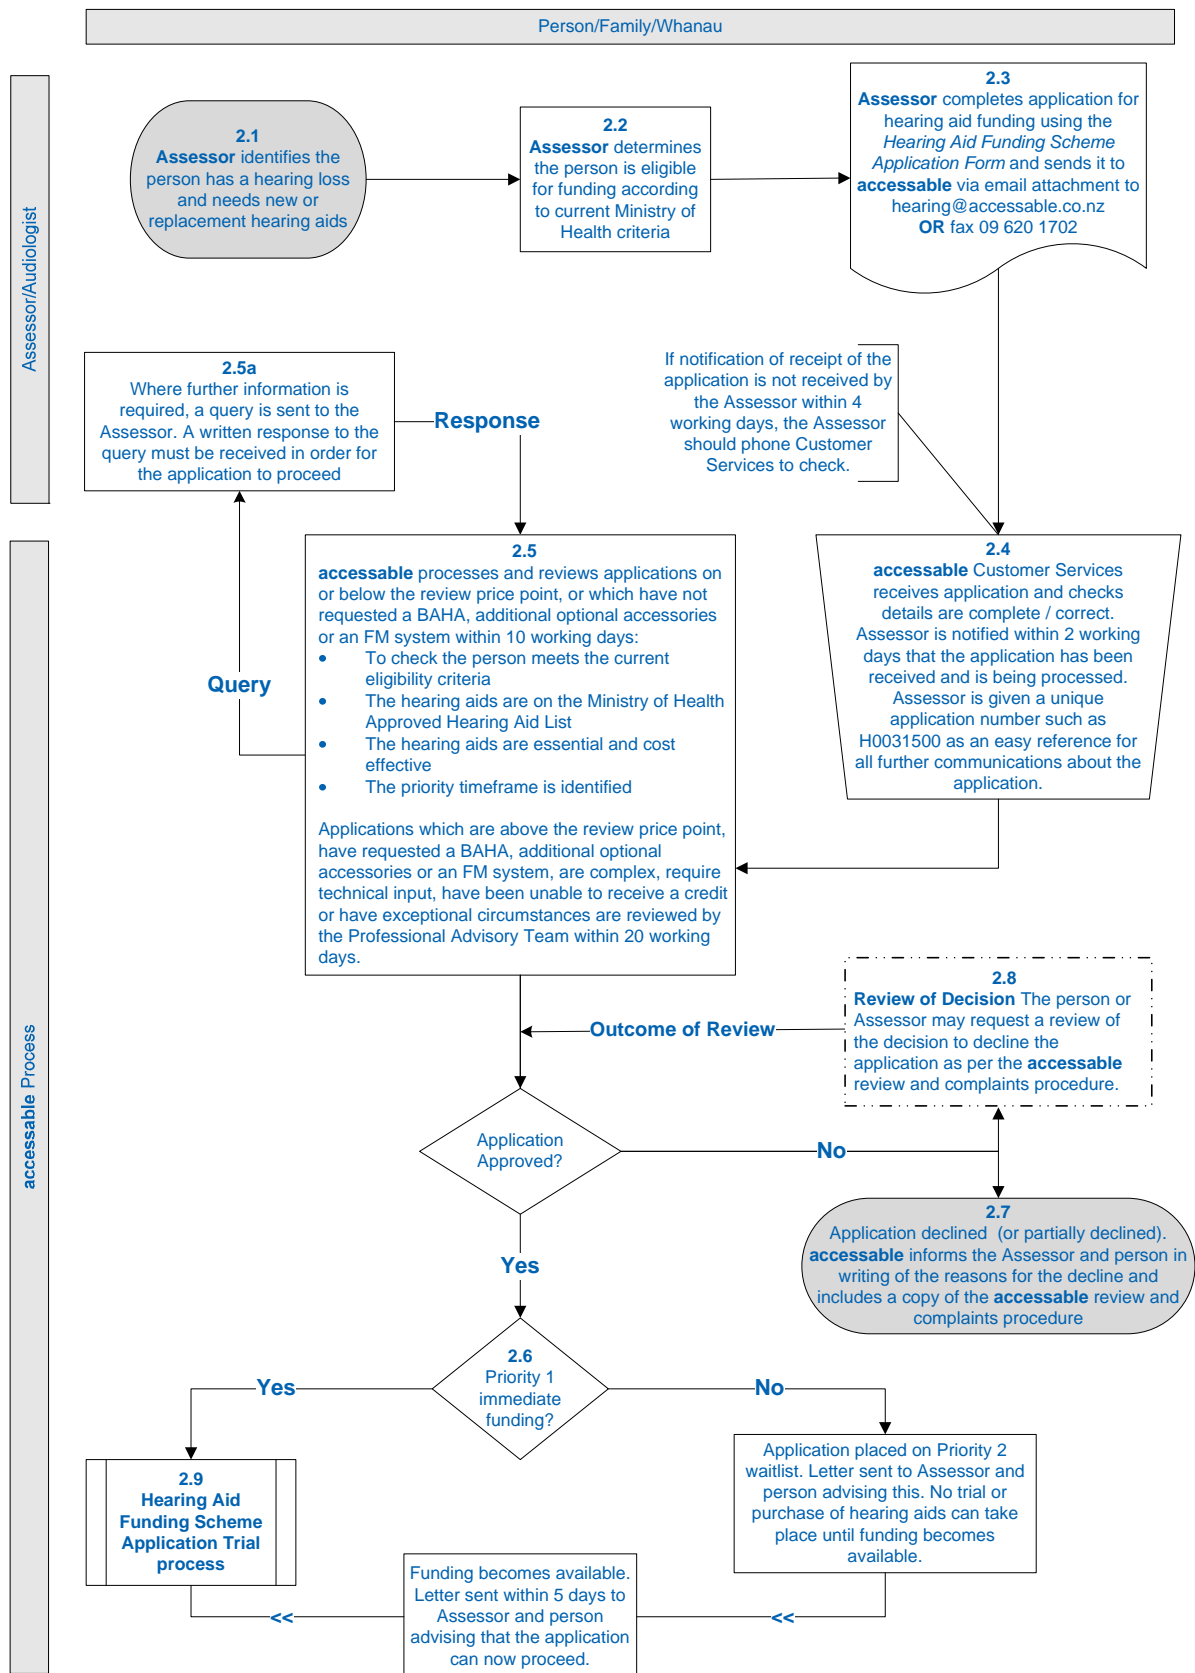 Person/Family/Whanau
Assessor/Audiologist
2.1
Assessor identifies the
person has a hearing loss
and needs new or
replacement hearing aids
2.2
Assessor determines
the person is eligible
for funding according
to current Ministry of
Health criteria
2.3
Assessor completes application for
hearing aid funding using the
Hearing Aid Funding Scheme
Application Form and sends it to
accessable via email attachment to
hearing@accessable.co.nz
OR fax 09 620 1702
2.5a
Where further information is
required, a query is sent to the
Assessor. A written response to the
query must be received in order for
the application to proceed
Response
If notification of receipt of the
application is not received by
the Assessor within 4
working days, the Assessor
should phone Customer
Services to check.
accessable Process
Query
2.5
accessable processes and reviews applications on
or below the review price point, or which have not
requested a BAHA, additional optional accessories
or an FM system within 10 working days:
• To check the person meets the current
eligibility criteria
• The hearing aids are on the Ministry of Health
Approved Hearing Aid List
• The hearing aids are essential and cost
effective
• The priority timeframe is identified
Applications which are above the review price point,
have requested a BAHA, additional optional
accessories or an FM system, are complex, require
technical input, have been unable to receive a credit
or have exceptional circumstances are reviewed by
the Professional Advisory Team within 20 working
days.
2.4
accessable Customer Services
receives application and checks
details are complete / correct.
Assessor is notified within 2 working
days that the application has been
received and is being processed.
Assessor is given a unique
application number such as
H0031500 as an easy reference for
all further communications about the
application.
2.8
Review of Decision The person or
Assessor may request a review of
the decision to decline the
application as per the accessable
review and complaints procedure.
Outcome of Review
Application
Approved?
No
2.7
Application declined (or partially declined).
accessable informs the Assessor and person in
writing of the reasons for the decline and
includes a copy of the accessable review and
complaints procedure
Yes
2.6
Priority 1
immediate
funding?
Yes
No
2.9
Hearing Aid
Funding Scheme
Application Trial
process
Application placed on Priority 2
waitlist. Letter sent to Assessor and
person advising this. No trial or
purchase of hearing aids can take
place until funding becomes
available.
<<
Funding becomes available.
Letter sent within 5 days to
Assessor and person
advising that the application
can now proceed.
<<